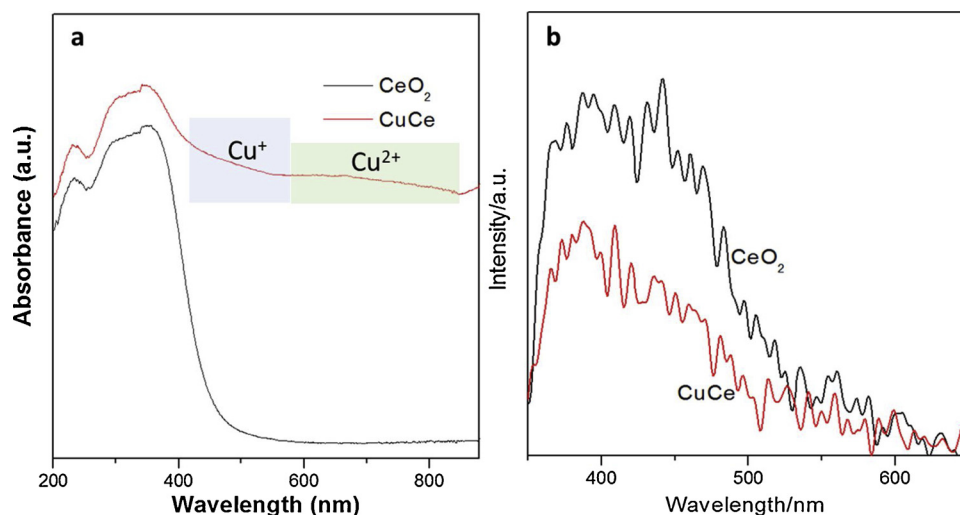 a
CeO₂
CuCe
Cu⁺
Cu²⁺
Absorbance (a.u.)
200 400 600 800
Wavelength (nm)
b
CeO₂
CuCe
Intensity/a.u.
400 500 600
Wavelength/nm